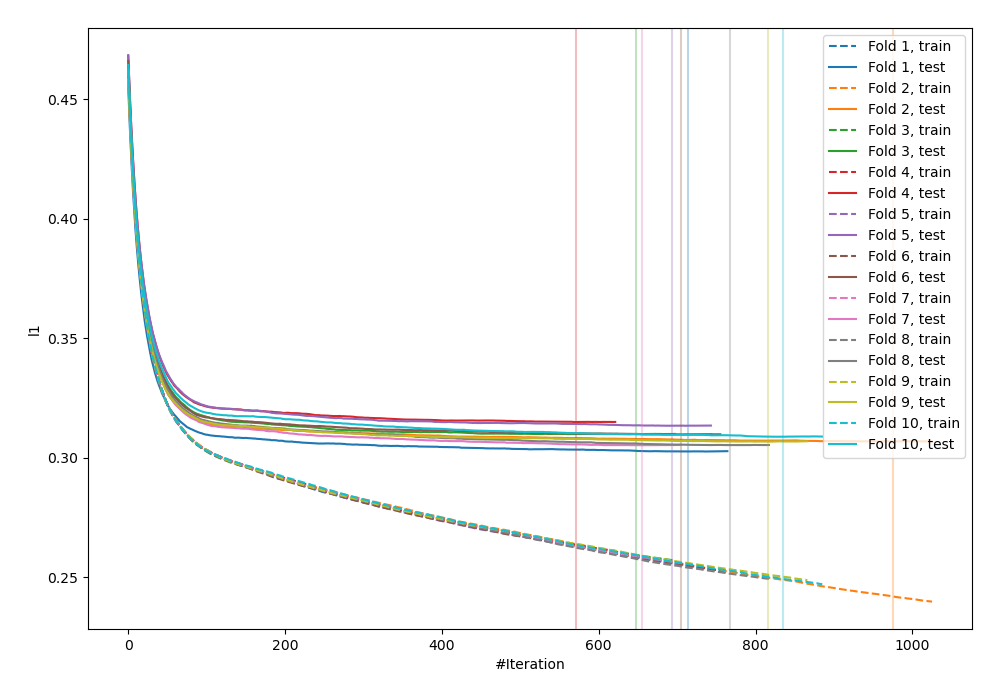 0.45
0.40
0.35
0.30
0.25
l1
0
200
400
600
800
1000
#Iteration
Fold 1, train
Fold 1, test
Fold 2, train
Fold 2, test
Fold 3, train
Fold 3, test
Fold 4, train
Fold 4, test
Fold 5, train
Fold 5, test
Fold 6, train
Fold 6, test
Fold 7, train
Fold 7, test
Fold 8, train
Fold 8, test
Fold 9, train
Fold 9, test
Fold 10, train
Fold 10, test